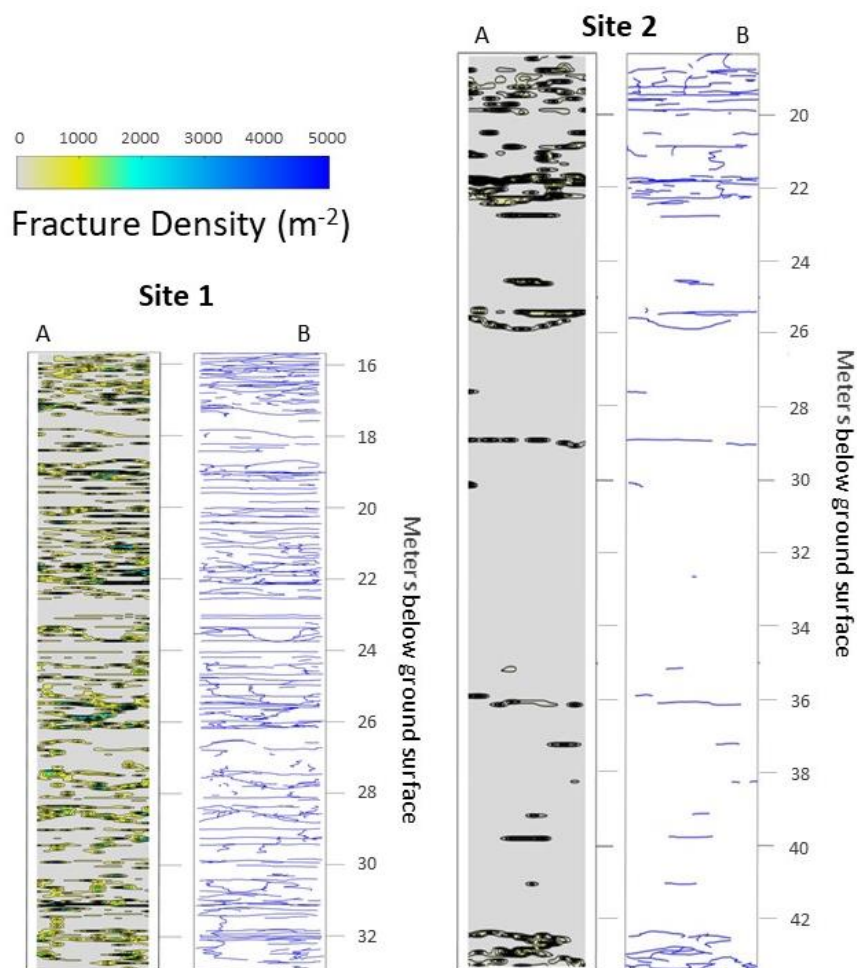 Site 2
A
B
0 1000 2000 3000 4000 5000
Fracture Density (m-2)
Site 1
A
B
16
18
20
22
24
26
28
30
32
Meters below ground surface
20
22
24
26
28
30
32
34
36
38
40
42
Meters below ground surface